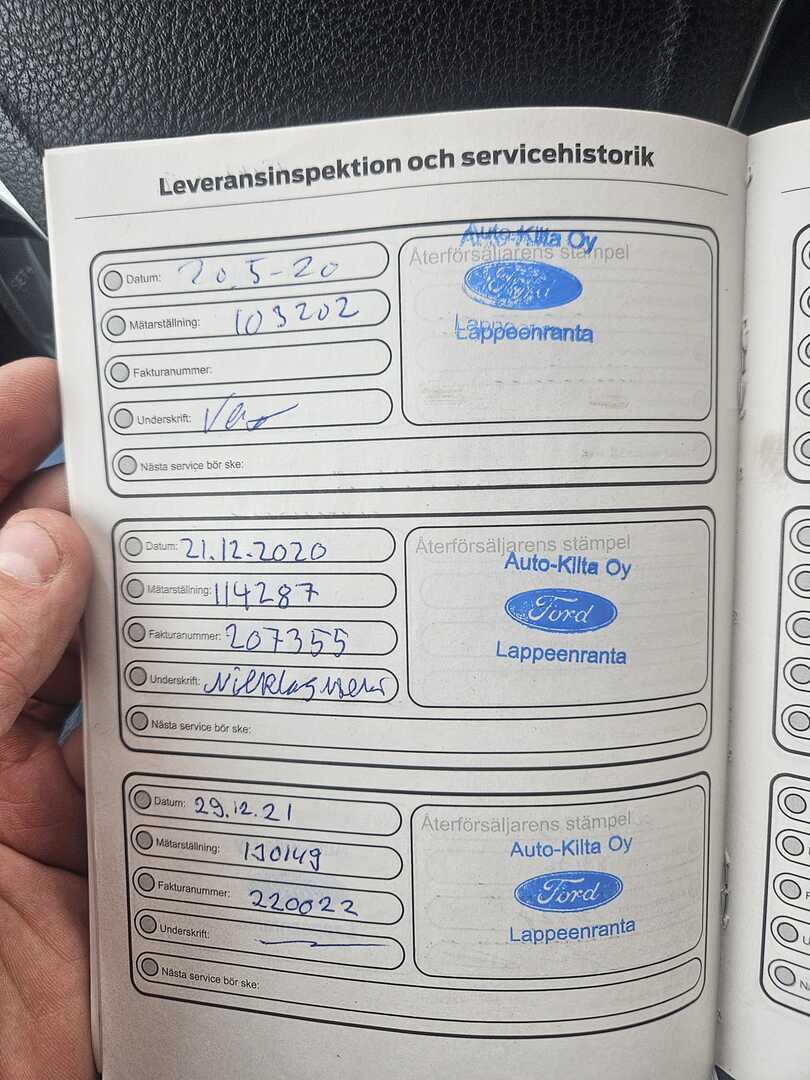 Leveransinspektion och servicehistorik
Datum: 20.5-20
Mätarställning: 103202
Fakturanummer:
Underskrift:
Nästa service bör ske:
Återförsäljarens stämpel
Auto-Kilta Oy
Ford
Lappeenranta
Datum: 21.12.2020
Mätarställning: 114287
Fakturanummer: 207355
Underskrift:
Nästa service bör ske:
Återförsäljarens stämpel
Auto-Kilta Oy
Ford
Lappeenranta
Datum: 29.12.21
Mätarställning: 130149
Fakturanummer: 220022
Underskrift:
Nästa service bör ske:
Återförsäljarens stämpel
Auto-Kilta Oy
Ford
Lappeenranta